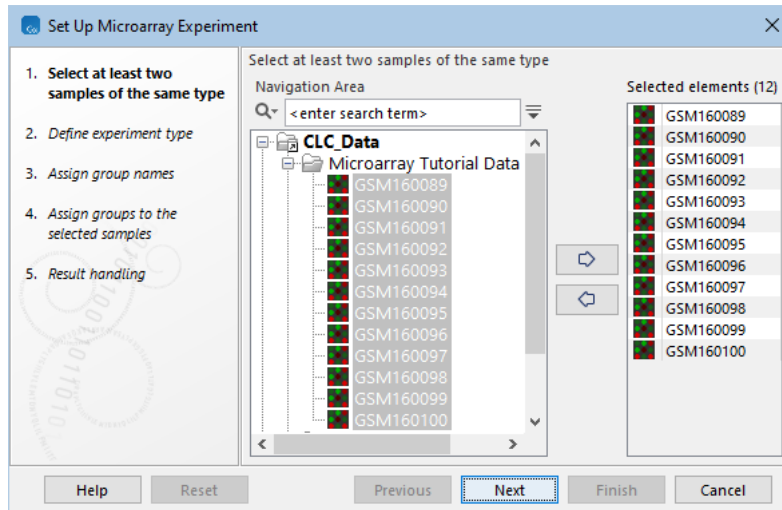 Set Up Microarray Experiment
1. Select at least two
samples of the same type
2. Define experiment type
3. Assign group names
4. Assign groups to the
selected samples
5. Result handling
Select at least two samples of the same type
Navigation Area
<enter search term>
CLC_Data
Microarray Tutorial Data
GSM160089
GSM160090
GSM160091
GSM160092
GSM160093
GSM160094
GSM160095
GSM160096
GSM160097
GSM160098
GSM160099
GSM160100
Selected elements (12)
GSM160089
GSM160090
GSM160091
GSM160092
GSM160093
GSM160094
GSM160095
GSM160096
GSM160097
GSM160098
GSM160099
GSM160100
Help
Reset
Previous
Next
Finish
Cancel